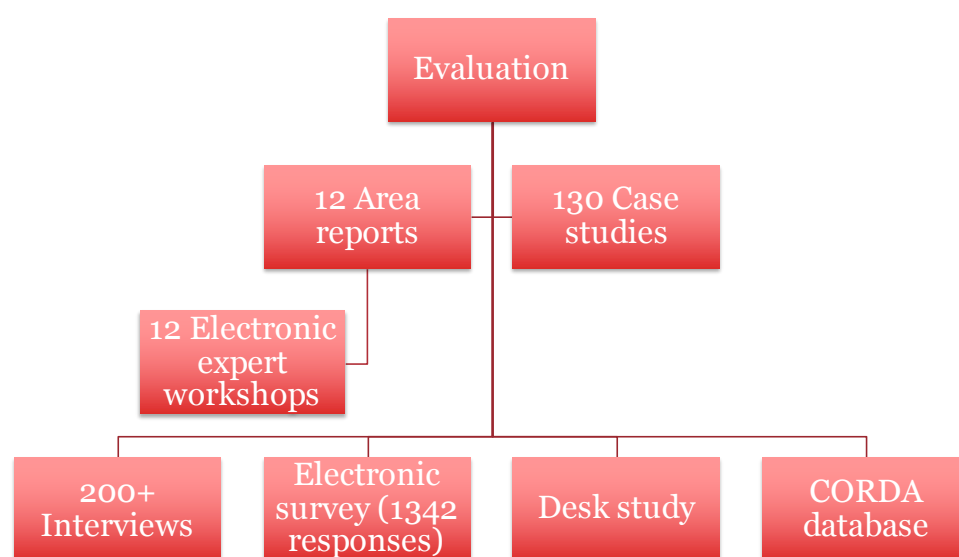 Evaluation
12 Area
reports
130 Case
studies
12 Electronic
expert
workshops
200+
Interviews
Electronic
survey (1342
responses)
Desk study
CORDA
database